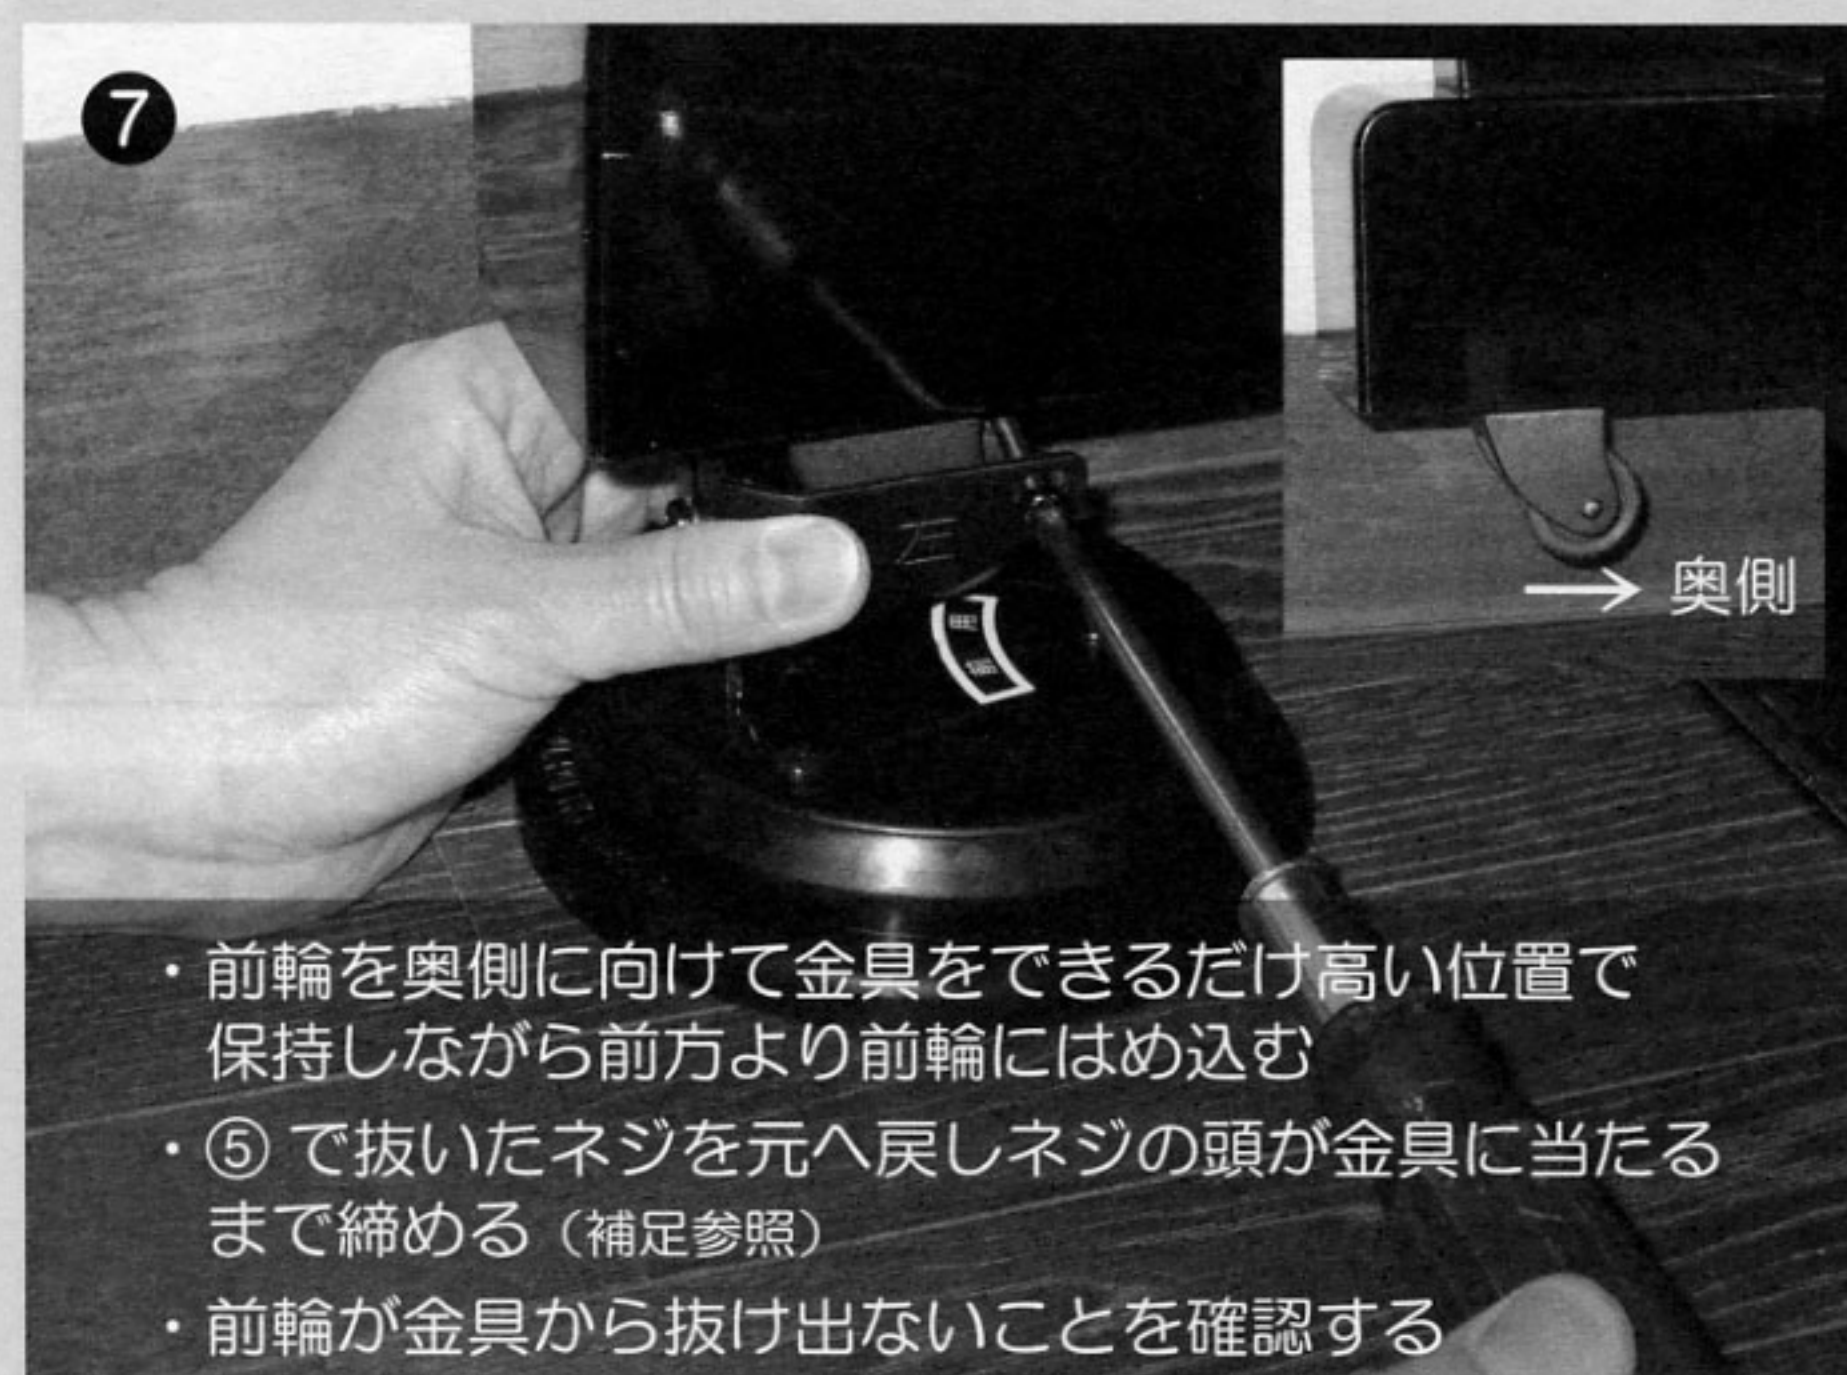 ❼
左
→ 奥側
・前輪を奥側に向けて金具をできるだけ高い位置で
保持しながら前方より前輪にはめ込む
・⑤ で抜いたネジを元へ戻しネジの頭が金具に当たる
まで締める（補足参照）
・前輪が金具から抜け出ないことを確認する